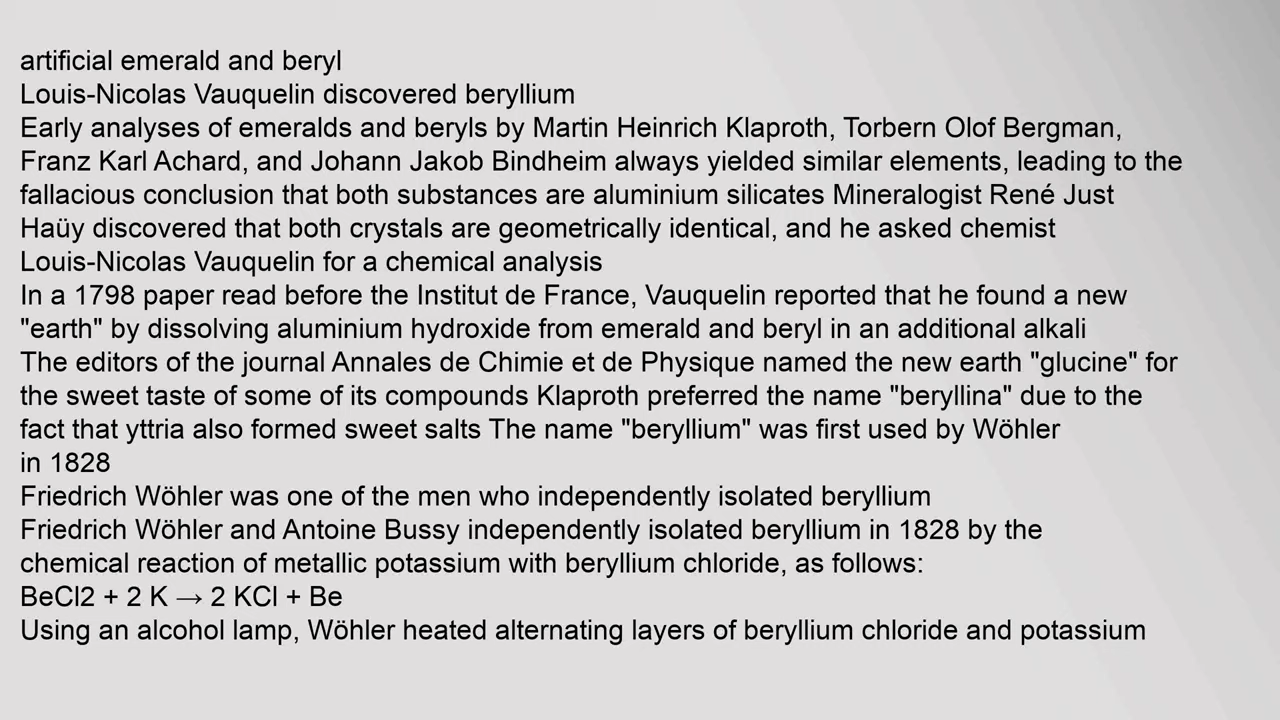 artificial emerald and beryl
Louis-Nicolas Vauquelin discovered beryllium
Early analyses of emeralds and beryls by Martin Heinrich Klaproth, Torbern Olof Bergman,
Franz Karl Achard, and Johann Jakob Bindheim always yielded similar elements, leading to the
fallacious conclusion that both substances are aluminium silicates Mineralogist René Just
Haüy discovered that both crystals are geometrically identical, and he asked chemist
Louis-Nicolas Vauquelin for a chemical analysis
In a 1798 paper read before the Institut de France, Vauquelin reported that he found a new
"earth" by dissolving aluminium hydroxide from emerald and beryl in an additional alkali
The editors of the journal Annales de Chimie et de Physique named the new earth "glucine" for
the sweet taste of some of its compounds Klaproth preferred the name "beryllina" due to the
fact that yttria also formed sweet salts The name "beryllium" was first used by Wöhler
in 1828
Friedrich Wöhler was one of the men who independently isolated beryllium
Friedrich Wöhler and Antoine Bussy independently isolated beryllium in 1828 by the
chemical reaction of metallic potassium with beryllium chloride, as follows:
BeCl2 + 2 K → 2 KCl + Be
Using an alcohol lamp, Wöhler heated alternating layers of beryllium chloride and potassium